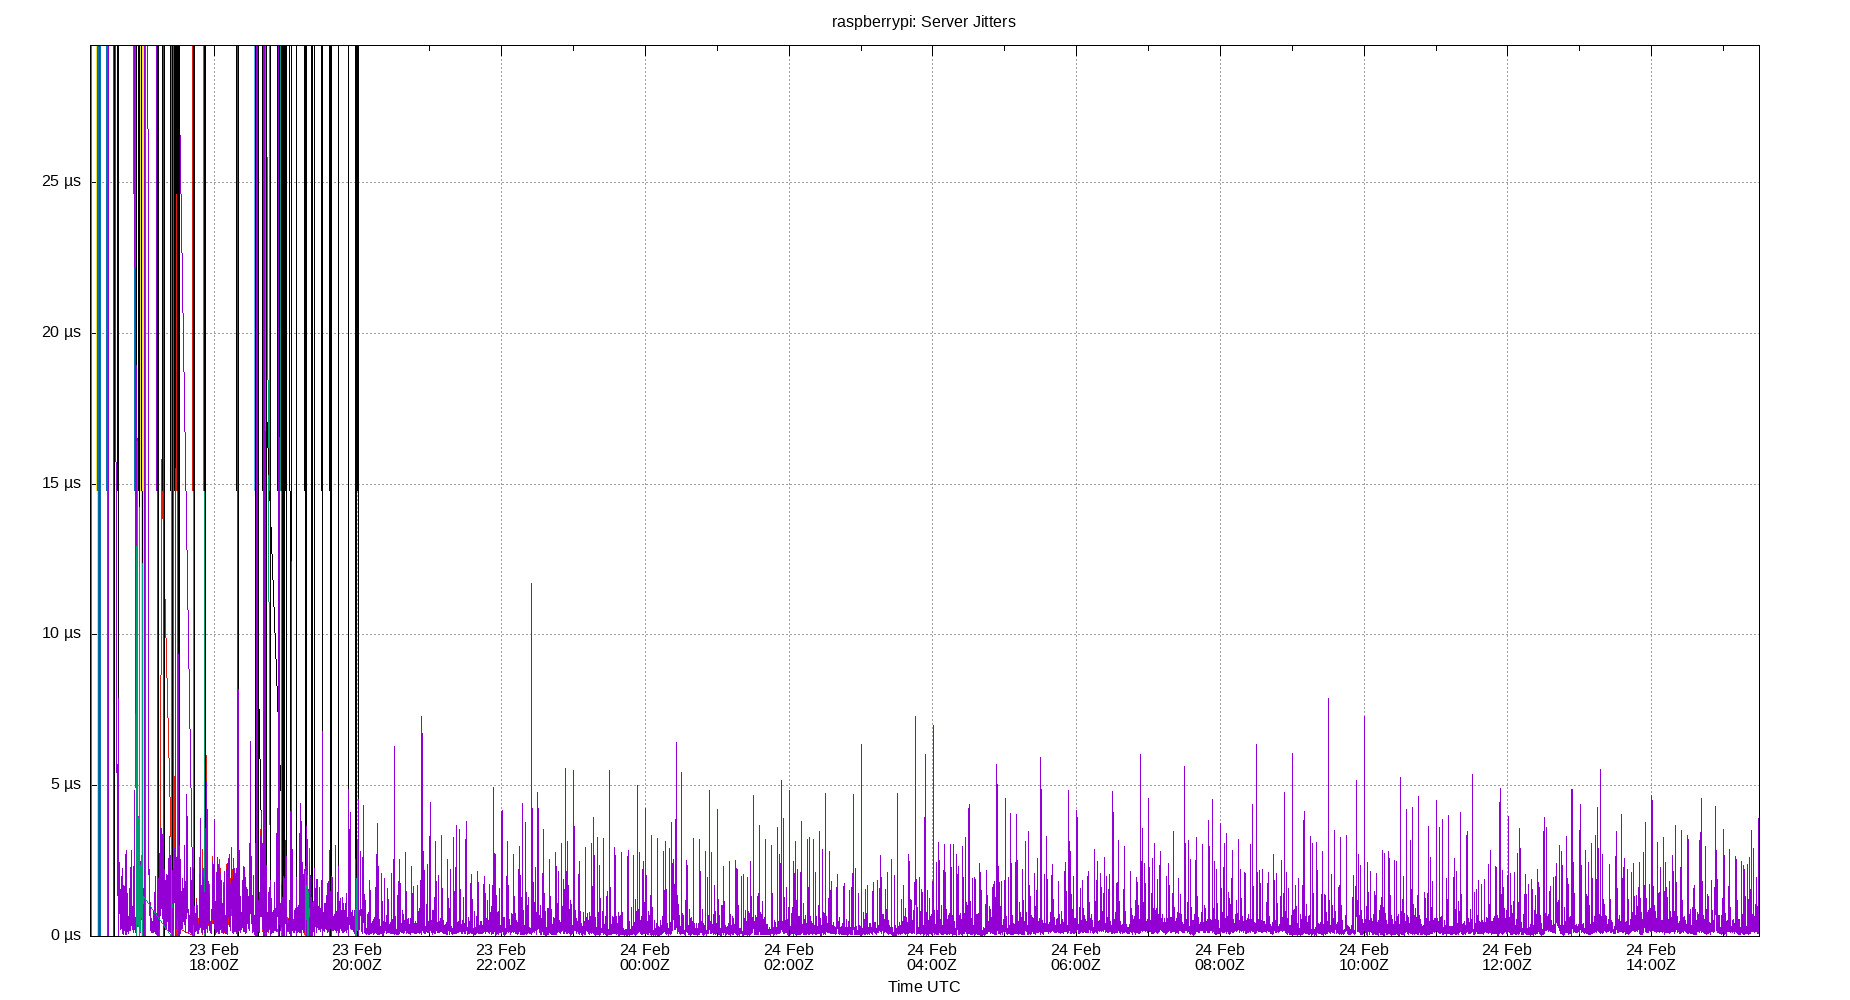 raspberrypi: Server Jitters
25 µs
20 µs
15 µs
10 µs
5 µs
0 µs
23 Feb 23 Feb 23 Feb 24 Feb 24 Feb 24 Feb 24 Feb 24 Feb 24 Feb 24 Feb 24 Feb
18:00Z 20:00Z 22:00Z 00:00Z 02:00Z 04:00Z 06:00Z 08:00Z 10:00Z 12:00Z 14:00Z
Time UTC